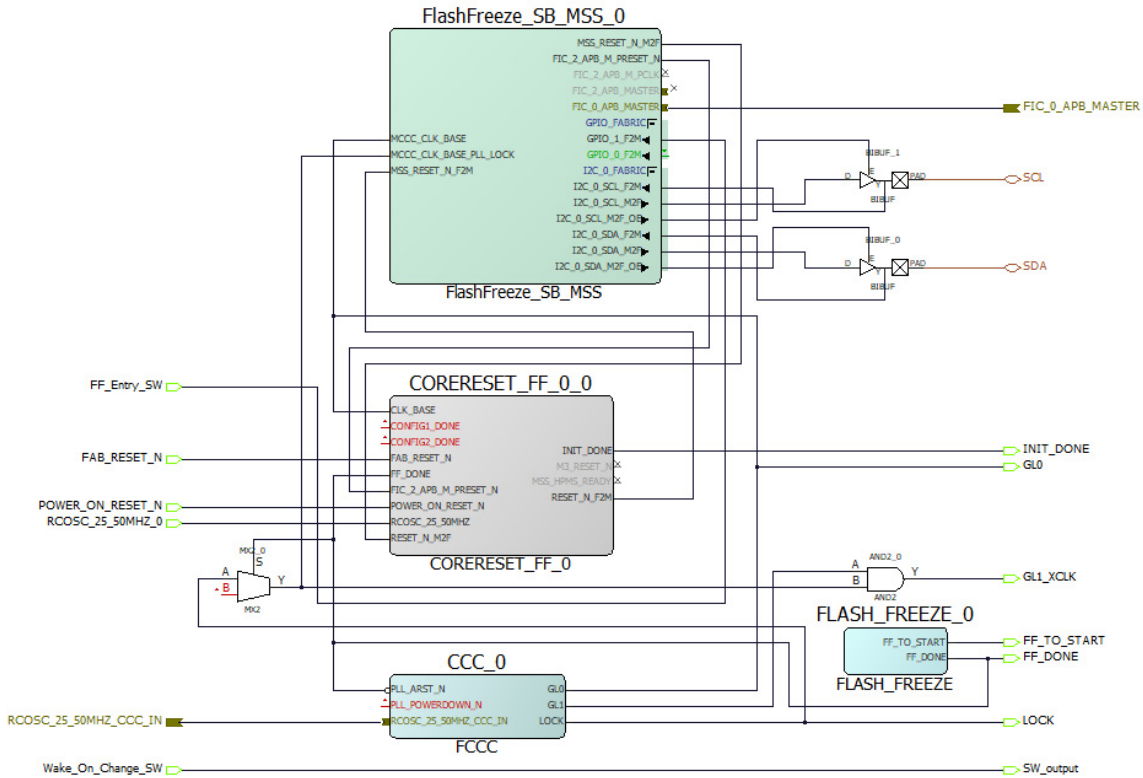 FlashFreeze_SB_MSS_0
MSS_RESET_N_M2F
FIC_2_APB_M_PRESET_N
FIC_2_APB_M_PCLK
FIC_2_APB_MASTER
FIC_0_APB_MASTER
FIC_0_APB_MASTER
GPIO_FABRIC
MCCC_CLK_BASE
GPIO_1_F2M
MCCC_CLK_BASE_PLL_LOCK
GPIO_0_F2M
MSS_RESET_N_F2M
I2C_0_FABRIC
I2C_0_SCL_F2M
I2C_0_SCL_M2F
I2C_0_SCL_M2F_OE
I2C_0_SDA_F2M
I2C_0_SDA_M2F
I2C_0_SDA_M2F_OE
FlashFreeze_SB_MSS
BIBUF_1
E
D
Y
PAD
BIBUF
SCL
BIBUF_0
E
D
Y
PAD
BIBUF
SDA
FF_Entry_SW
CORERESET_FF_0_0
CLK_BASE
CONFIG1_DONE
CONFIG2_DONE
FAB_RESET_N
FAB_RESET_N
FF_DONE
FIC_2_APB_M_PRESET_N
POWER_ON_RESET_N
POWER_ON_RESET_N
RCOSC_25_50MHZ_0
RCOSC_25_50MHZ
RESET_N_M2F
INIT_DONE
M3_RESET_N
MSS_HPMS_READY
RESET_N_F2M
CORERESET_FF_0
INIT_DONE
GL0
MX2_0
S
A
B
Y
MX2
AND2_0
A
B
Y
AND2
GL1_XCLK
FLASH_FREEZE_0
FF_TO_START
FF_DONE
FLASH_FREEZE
FF_TO_START
FF_DONE
CCC_0
PLL_ARST_N
PLL_POWERDOWN_N
RCOSC_25_50MHZ_CCC_IN
RCOSC_25_50MHZ_CCC_IN
GL0
GL1
LOCK
FCCC
LOCK
Wake_On_Change_SW
SW_output